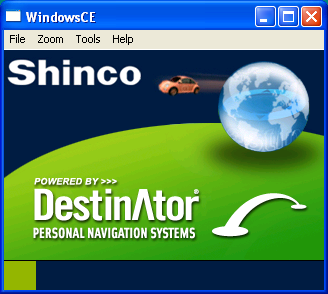 WindowsCE
File Zoom Tools Help
Shinco
POWERED BY >>>
DestinAtor®
PERSONAL NAVIGATION SYSTEMS